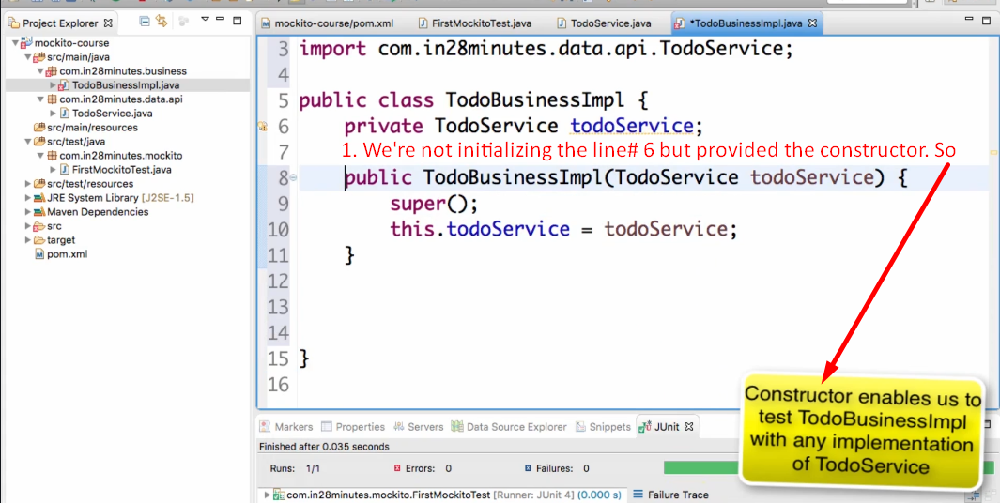 Project Explorer
mockito-course/pom.xml
FirstMockitoTest.java
TodoService.java
*TodoBusinessImpl.java
mockito-course
src/main/java
com.in28minutes.business
TodoBusinessImpl.java
com.in28minutes.data.api
TodoService.java
src/main/resources
src/test/java
com.in28minutes.mockito
FirstMockitoTest.java
src/test/resources
JRE System Library [J2SE-1.5]
Maven Dependencies
src
target
pom.xml
3 import com.in28minutes.data.api.TodoService;
4
5 public class TodoBusinessImpl {
6 private TodoService todoService;
7 1. We're not initializing the line# 6 but provided the constructor. So
8 public TodoBusinessImpl(TodoService todoService) {
9 super();
10 this.todoService = todoService;
11 }
12
13
14
15 }
16
Constructor enables us to
test TodoBusinessImpl
with any implementation
of TodoService
Markers Properties Servers Data Source Explorer Snippets JUnit
Finished after 0.035 seconds
Runs: 1/1 Errors: 0 Failures: 0
com.in28minutes.mockito.FirstMockitoTest [Runner: JUnit 4] (0.000 s)
Failure Trace